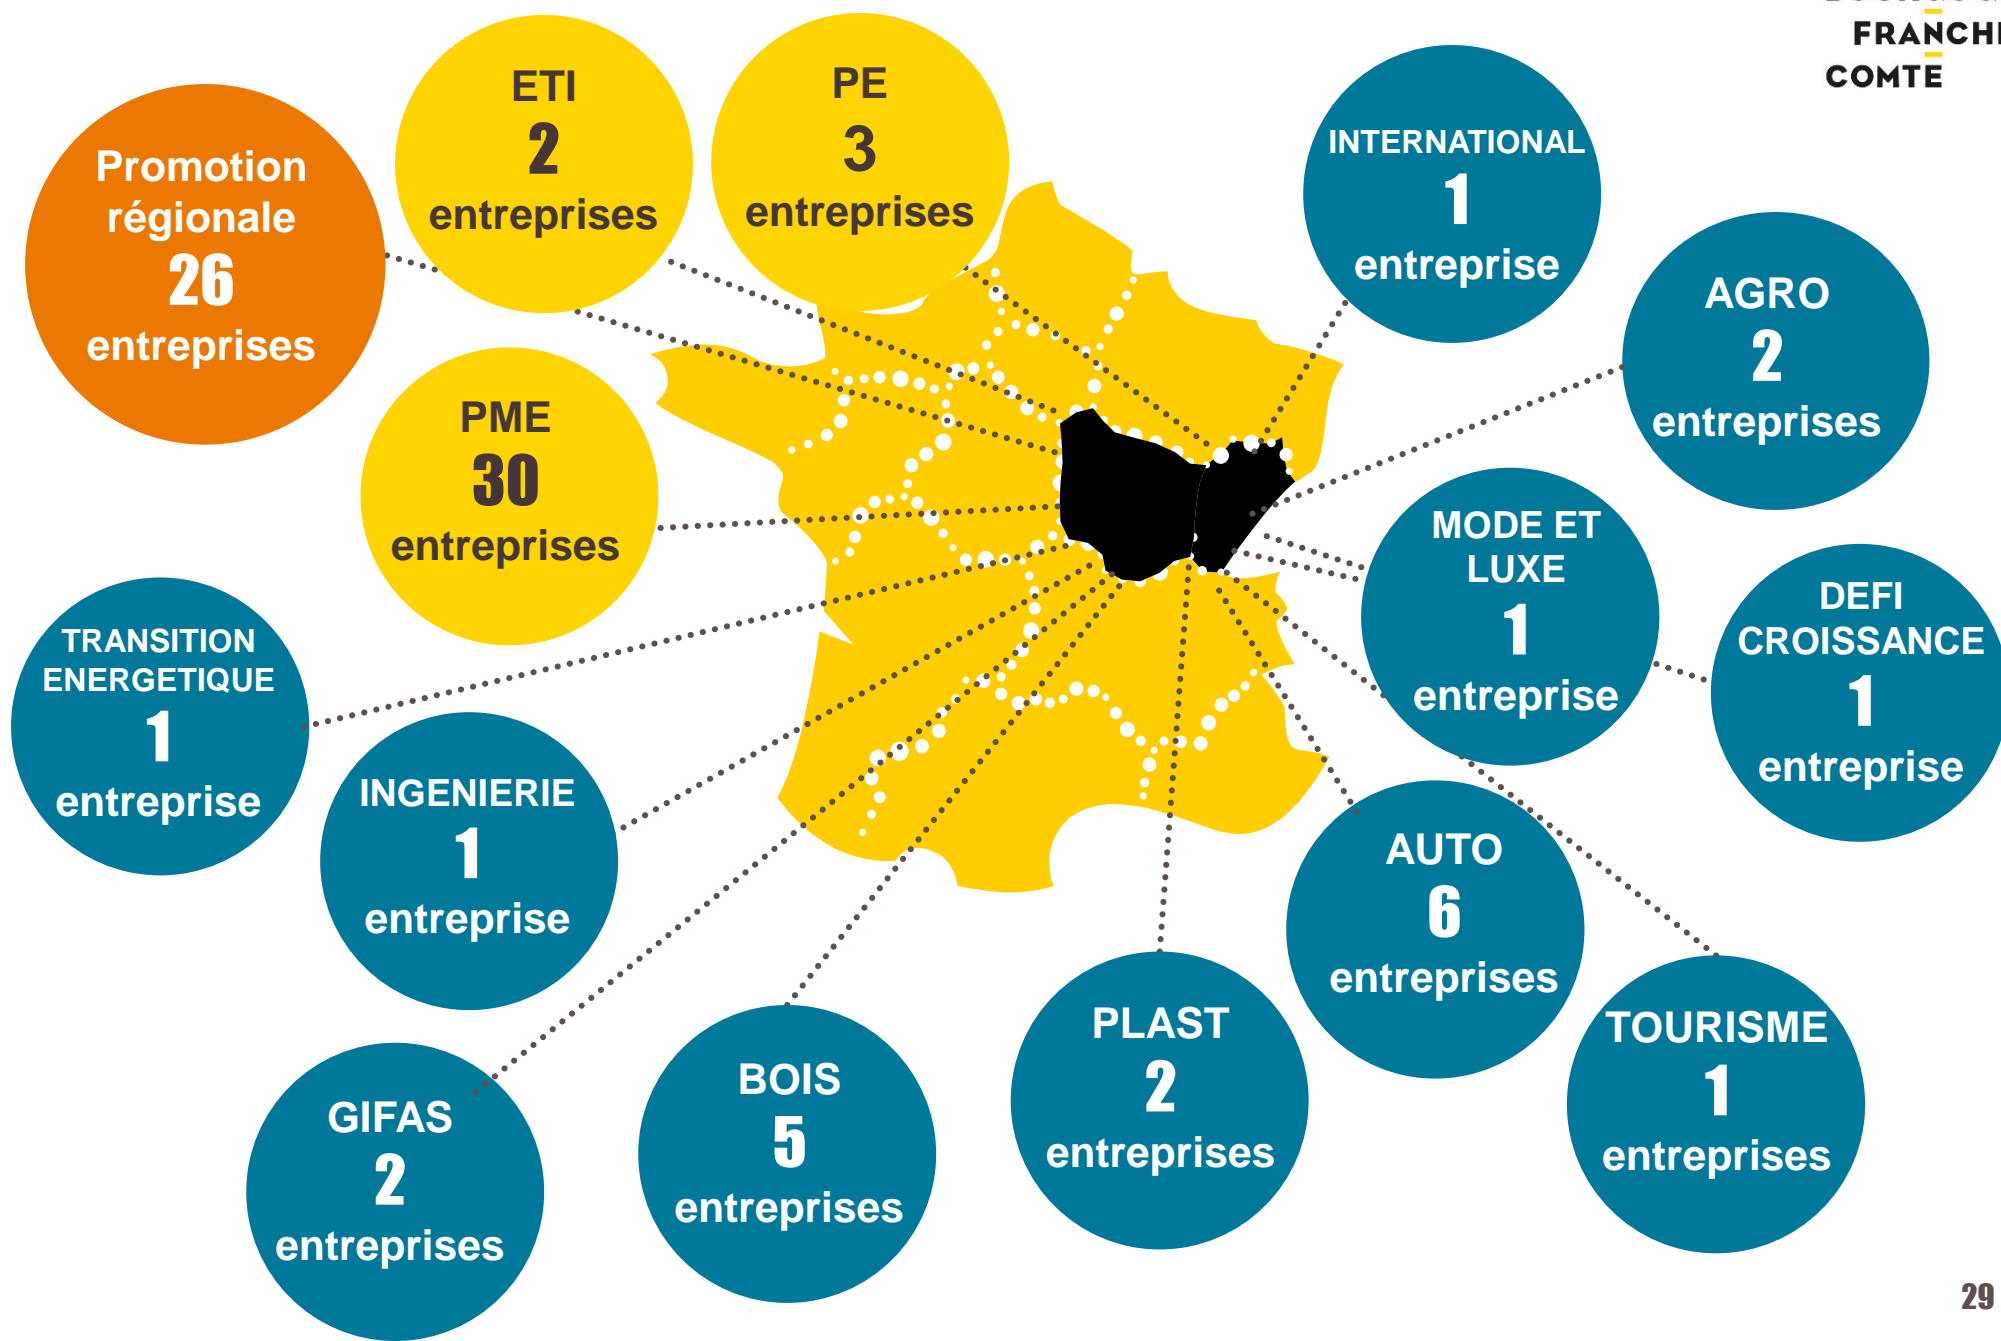 FRANCHE
COMTE
Promotion
régionale
26
entreprises
ETI
2
entreprises
PE
3
entreprises
INTERNATIONAL
1
entreprise
AGRO
2
entreprises
PME
30
entreprises
MODE ET
LUXE
1
entreprise
DEFI
CROISSANCE
1
entreprise
TRANSITION
ENERGETIQUE
1
entreprise
INGENIERIE
1
entreprise
AUTO
6
entreprises
GIFAS
2
entreprises
BOIS
5
entreprises
PLAST
2
entreprises
TOURISME
1
entreprises
29